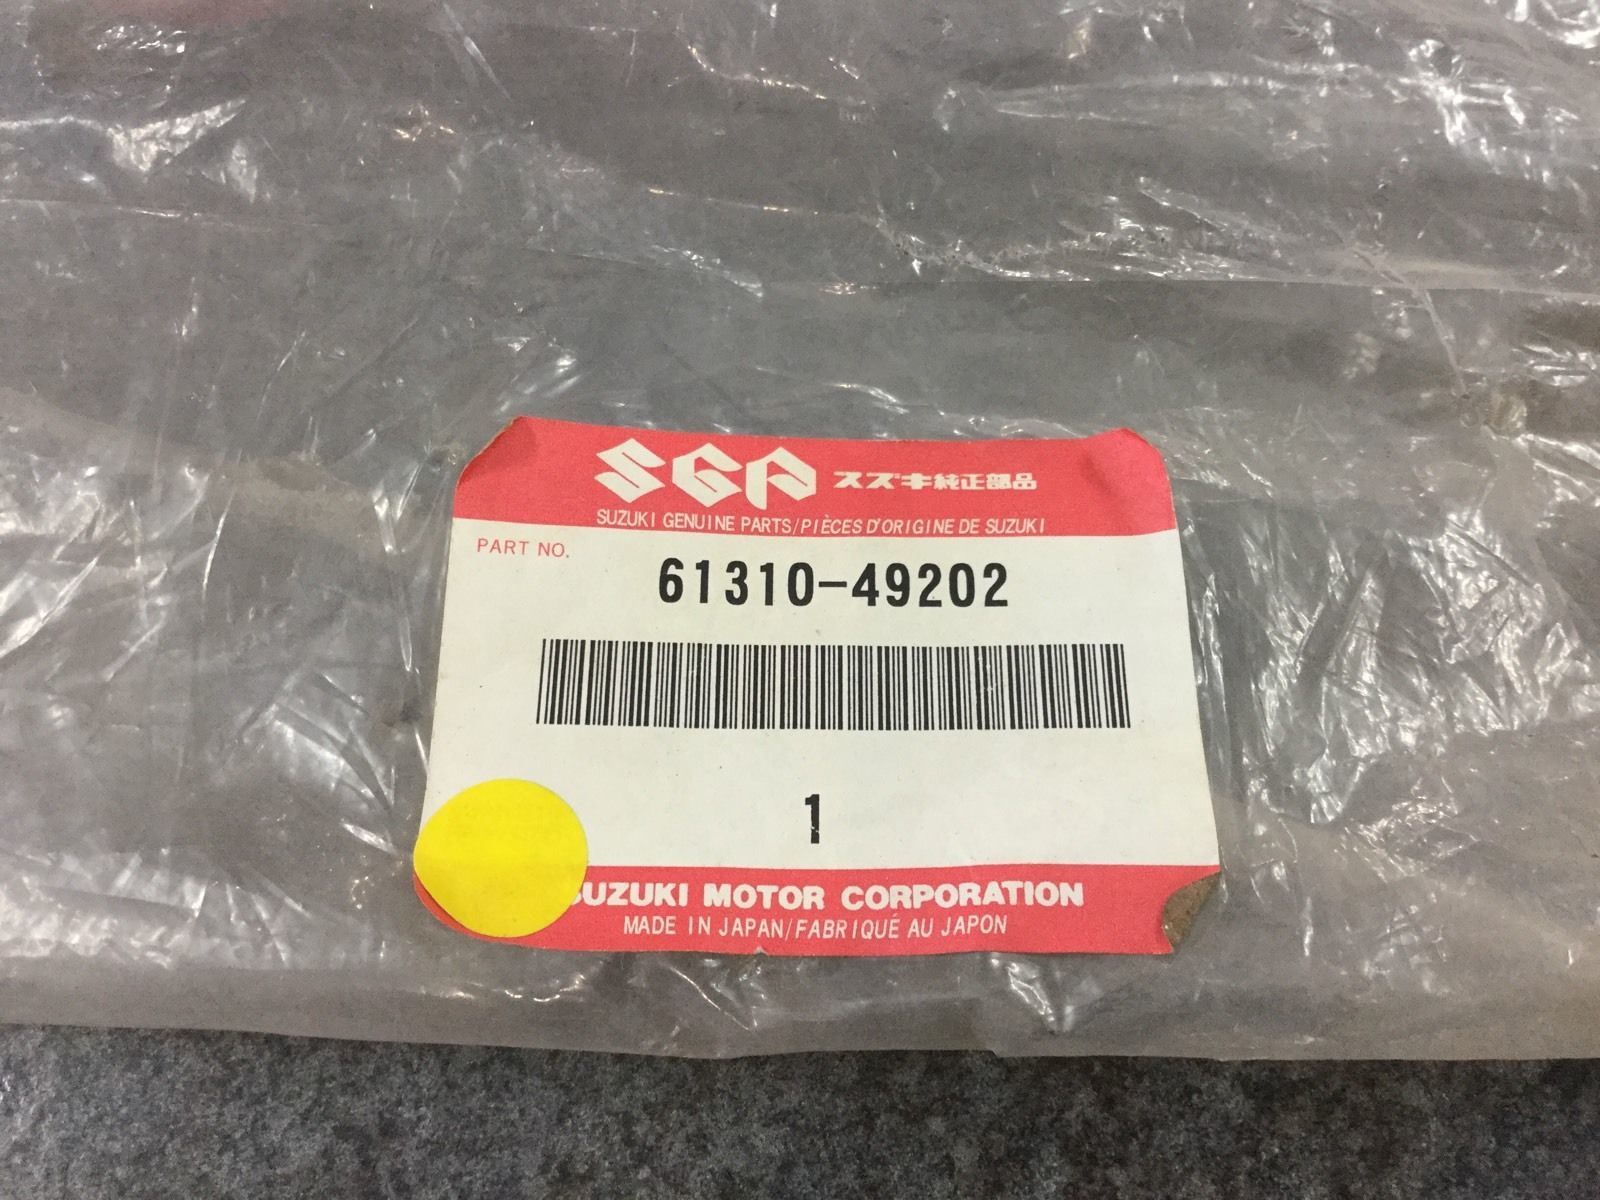 SGP スズキ純正部品
SUZUKI GENUINE PARTS/PIÈCES D'ORIGINE DE SUZUKI
PART NO.
61310-49202
1
SUZUKI MOTOR CORPORATION
MADE IN JAPAN/FABRIQUÉ AU JAPON